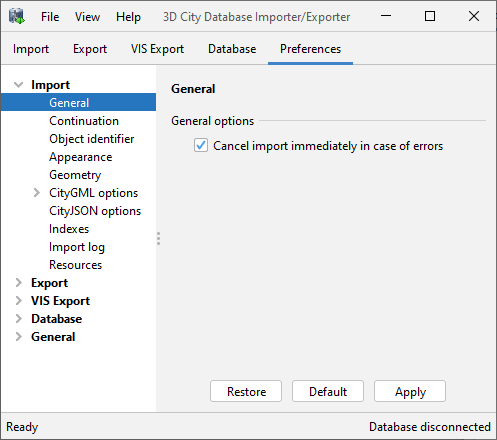 File View Help 3D City Database Importer/Exporter
Import Export VIS Export Database Preferences
Import
General
Continuation
Object identifier
Appearance
Geometry
CityGML options
CityJSON options
Indexes
Import log
Resources
Export
VIS Export
Database
General
General
General options
Cancel import immediately in case of errors
Restore Default Apply
Ready Database disconnected